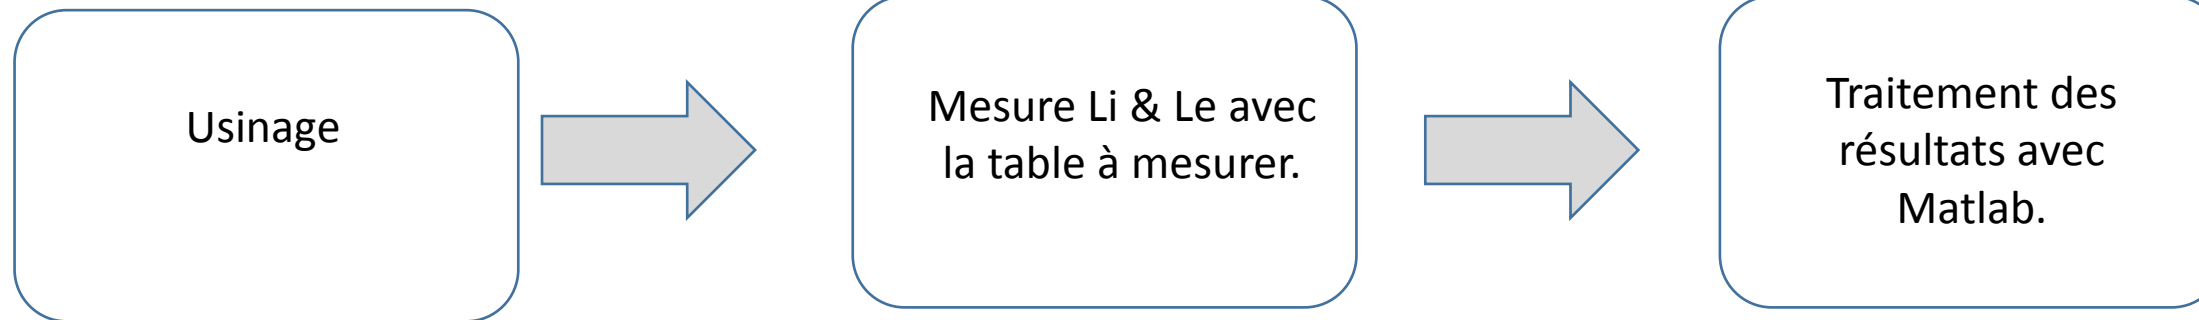 Usinage
Mesure Li & Le avec
la table à mesurer.
Traitement des
résultats avec
Matlab.